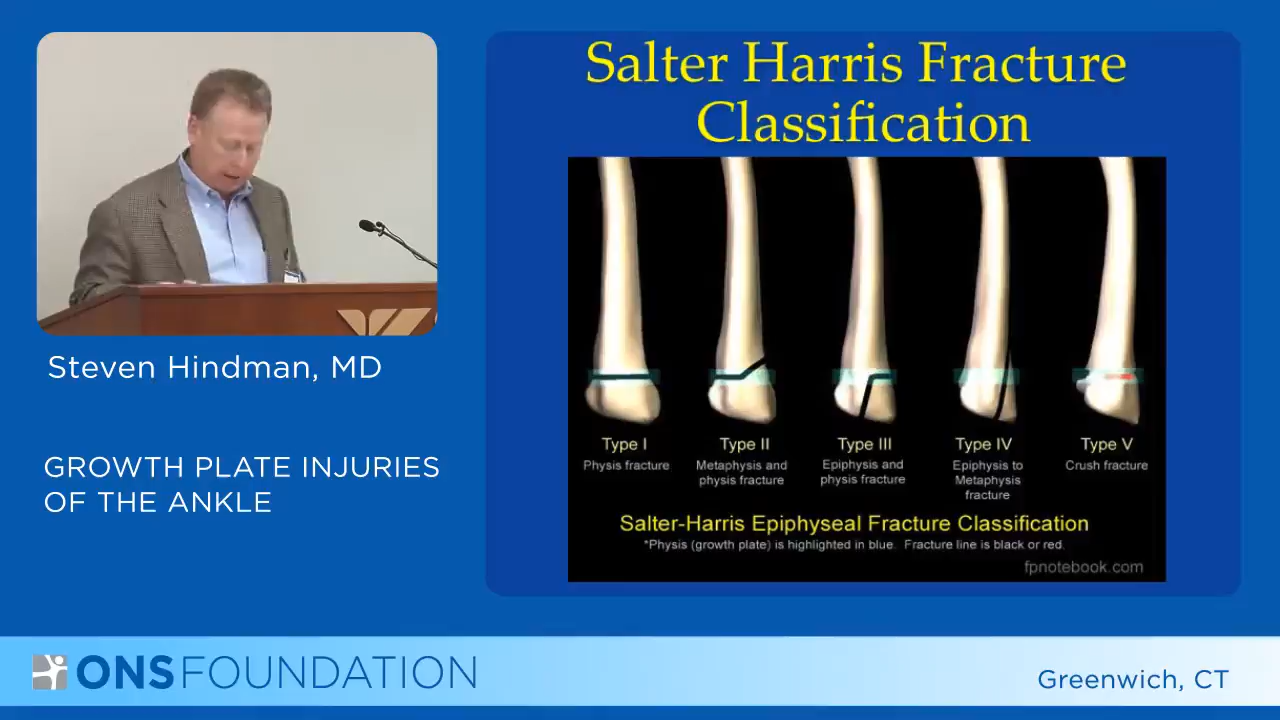 Salter Harris Fracture
Classification
Steven Hindman, MD
GROWTH PLATE INJURIES
OF THE ANKLE
Type I
Physis fracture
Type II
Metaphysis and
physis fracture
Type III
Epiphysis and
physis fracture
Type IV
Epiphysis to
Metaphysis
fracture
Type V
Crush fracture
Salter-Harris Epiphyseal Fracture Classification
*Physis (growth plate) is highlighted in blue. Fracture line is black or red.
fpnotebook.com
ONS FOUNDATION
Greenwich, CT